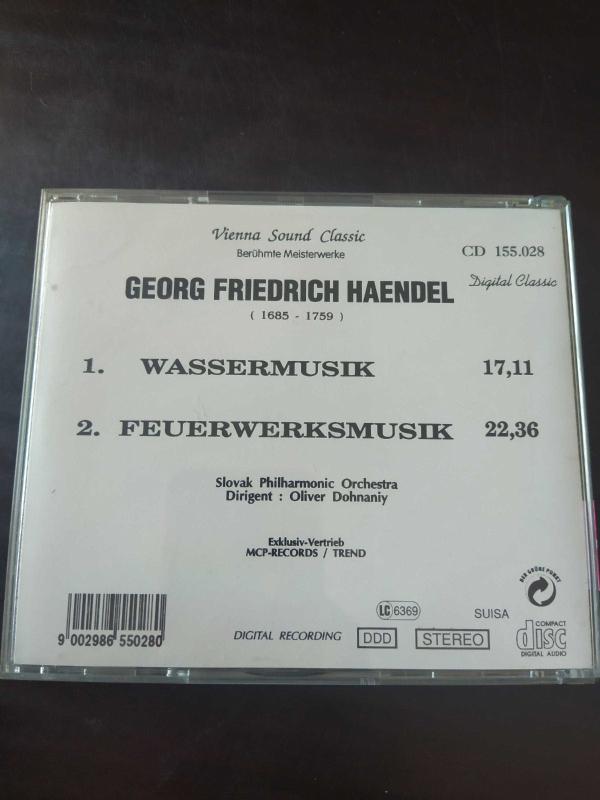 Vienna Sound Classic
Berühmte Meisterwerke
CD 155.028
Digital Classic
GEORG FRIEDRICH HAENDEL
( 1685 - 1759 )
1. WASSERMUSIK 17,11
2. FEUERWERKSMUSIK 22,36
Slovak Philharmonic Orchestra
Dirigent : Oliver Dohnaniy
Exklusiv-Vertrieb
MCP-RECORDS / TREND
DER GRÜNE PUNKT
LC 6369
SUISA
9 002986 550280
DIGITAL RECORDING
DDD
STEREO
COMPACT
disc
DIGITAL AUDIO